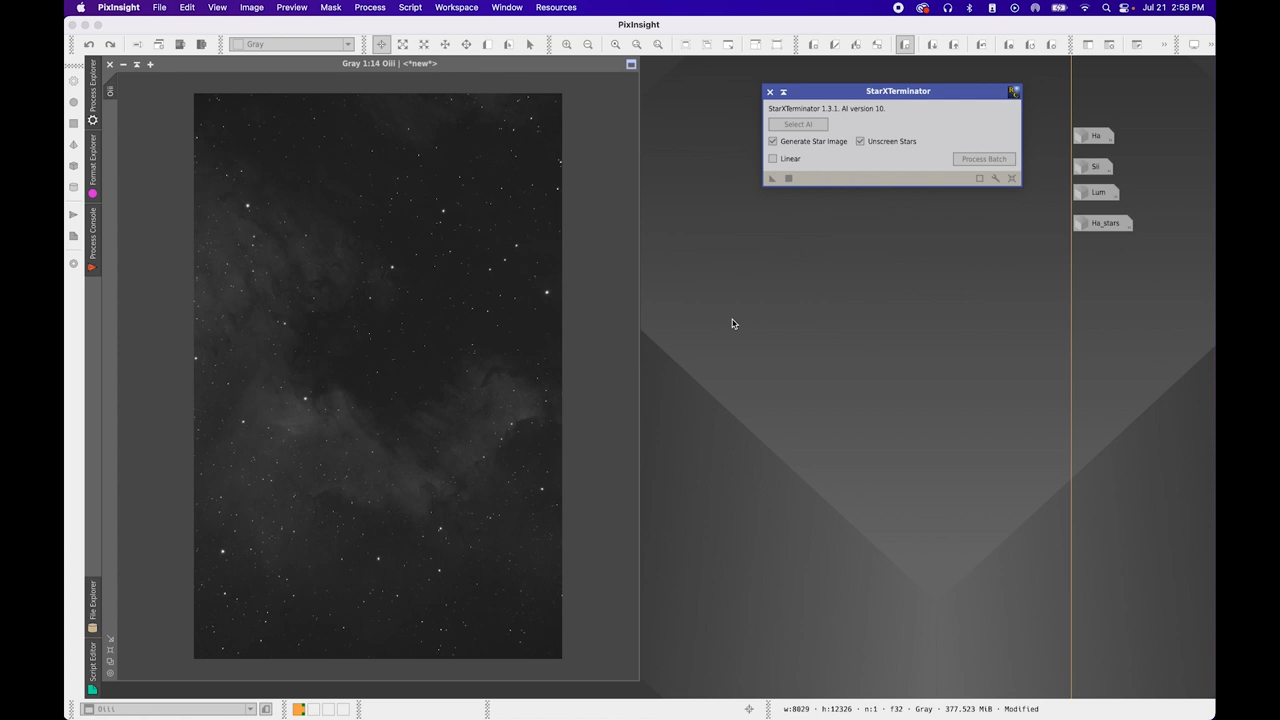 PixInsight File Edit View Image Preview Mask Process Script Workspace Window Resources Jul 21 2:58 PM
PixInsight
Gray
Gray 1:14 Oiii | <*new*>
Oiii
Process Explorer
Format Explorer
Process Console
File Explorer
Script Editor
StarXTerminator
StarXTerminator 1.3.1. AI version 10.
Select AI
Generate Star Image Unscreen Stars
Linear Process Batch
Ha
Sii
Lum
Ha_stars
Oiii
w:8029 · h:12326 · n:1 · f32 · Gray · 377.523 MiB · Modified